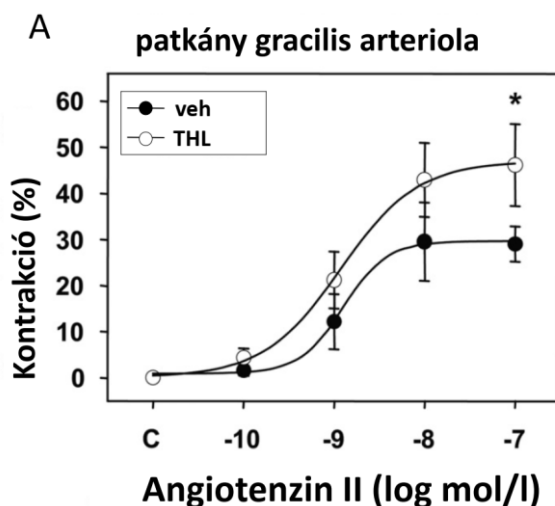 A
patkány gracilis arteriola
Kontrakció (%)
60
50
40
30
20
10
0
veh
THL
*
C -10 -9 -8 -7
Angiotenzin II (log mol/l)